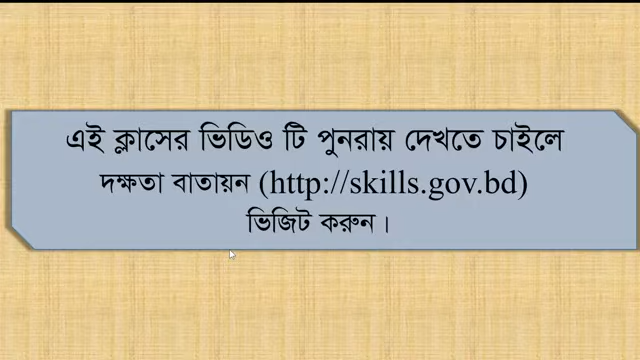 এই ক্লাসের ভিডিও টি পুনরায় দেখতে চাইলে
দক্ষতা বাতায়ন (http://skills.gov.bd)
ভিজিট করুন।